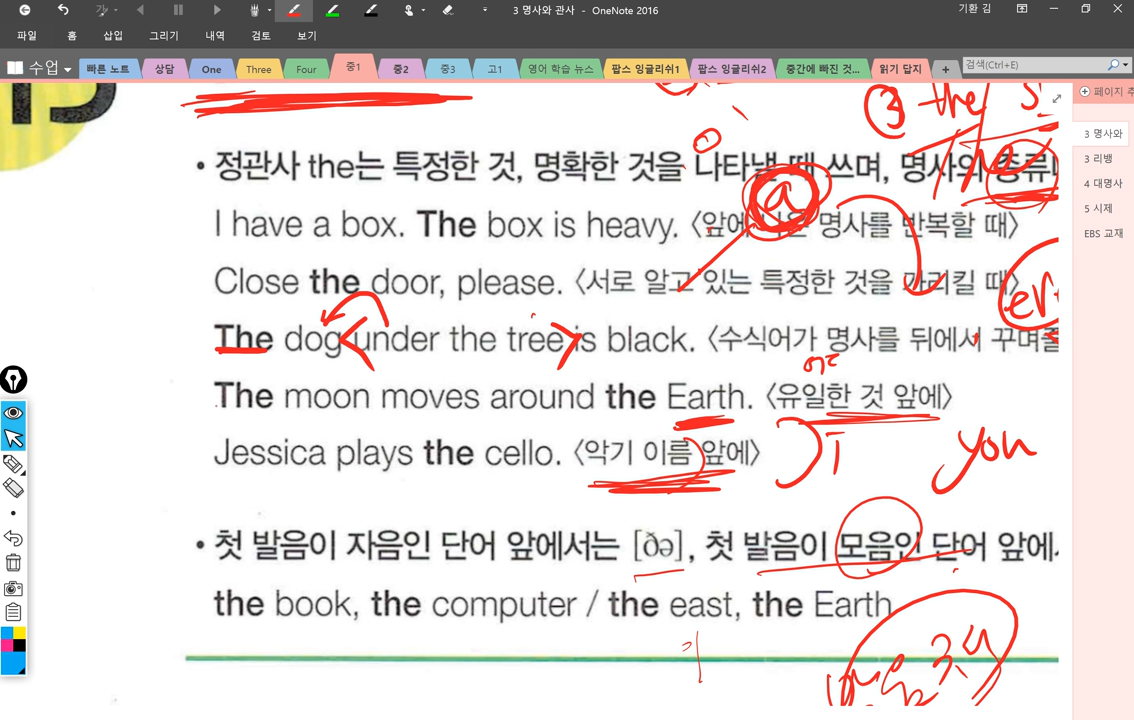 3 명사와 관사 - OneNote 2016
기환 김
파일 홈 삽입 그리기 내역 검토 보기
수업 빠른 노트 상담 One Three Four 중1 중2 중3 고1 영어 학습 뉴스 팝스 잉글리쉬1 팝스 잉글리쉬2 중간에 빠진 것... 읽기 답지 + 검색(Ctrl+E)
페이지 추
3 명사와
3 리뱅
4 대명사
5 시제
EBS 교재
③ the
the
• 정관사 the는 특정한 것, 명확한 것을 나타낼 때 쓰며, 명사의 종류
a
I have a box. The box is heavy. 〈앞에 나온 명사를 반복할 때〉
Close the door, please. 〈서로 알고 있는 특정한 것을 가리킬 때〉
The dog under the tree is black. 〈수식어가 명사를 뒤에서 꾸며줄
The moon moves around the Earth. 〈유일한 것 앞에〉
Jessica plays the cello. 〈악기 이름 앞에〉
you
• 첫 발음이 자음인 단어 앞에서는 [ðə], 첫 발음이 모음인 단어 앞에
the book, the computer / the east, the Earth